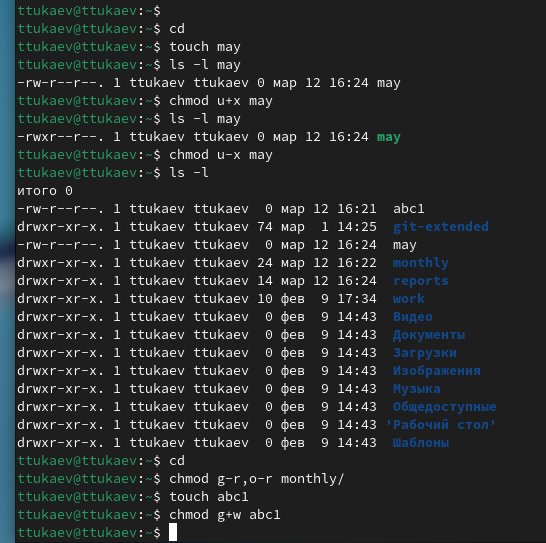 ttukaev@ttukaev:~$
ttukaev@ttukaev:~$ cd
ttukaev@ttukaev:~$ touch may
ttukaev@ttukaev:~$ ls -l may
-rw-r--r--. 1 ttukaev ttukaev 0 мар 12 16:24 may
ttukaev@ttukaev:~$ chmod u+x may
ttukaev@ttukaev:~$ ls -l may
-rwxr--r--. 1 ttukaev ttukaev 0 мар 12 16:24 may
ttukaev@ttukaev:~$ chmod u-x may
ttukaev@ttukaev:~$ ls -l
итого 0
-rw-r--r--. 1 ttukaev ttukaev  0 мар 12 16:21  abc1
drwxr-xr-x. 1 ttukaev ttukaev 74 мар  1 14:25  git-extended
-rw-r--r--. 1 ttukaev ttukaev  0 мар 12 16:24  may
drwxr-xr-x. 1 ttukaev ttukaev 24 мар 12 16:22  monthly
drwxr-xr-x. 1 ttukaev ttukaev 14 мар 12 16:24  reports
drwxr-xr-x. 1 ttukaev ttukaev 10 фев  9 17:34  work
drwxr-xr-x. 1 ttukaev ttukaev  0 фев  9 14:43  Видео
drwxr-xr-x. 1 ttukaev ttukaev  0 фев  9 14:43  Документы
drwxr-xr-x. 1 ttukaev ttukaev  0 фев  9 14:43  Загрузки
drwxr-xr-x. 1 ttukaev ttukaev  0 фев  9 14:43  Изображения
drwxr-xr-x. 1 ttukaev ttukaev  0 фев  9 14:43  Музыка
drwxr-xr-x. 1 ttukaev ttukaev  0 фев  9 14:43  Общедоступные
drwxr-xr-x. 1 ttukaev ttukaev  0 фев  9 14:43 'Рабочий стол'
drwxr-xr-x. 1 ttukaev ttukaev  0 фев  9 14:43  Шаблоны
ttukaev@ttukaev:~$ cd
ttukaev@ttukaev:~$ chmod g-r,o-r monthly/
ttukaev@ttukaev:~$ touch abc1
ttukaev@ttukaev:~$ chmod g+w abc1
ttukaev@ttukaev:~$